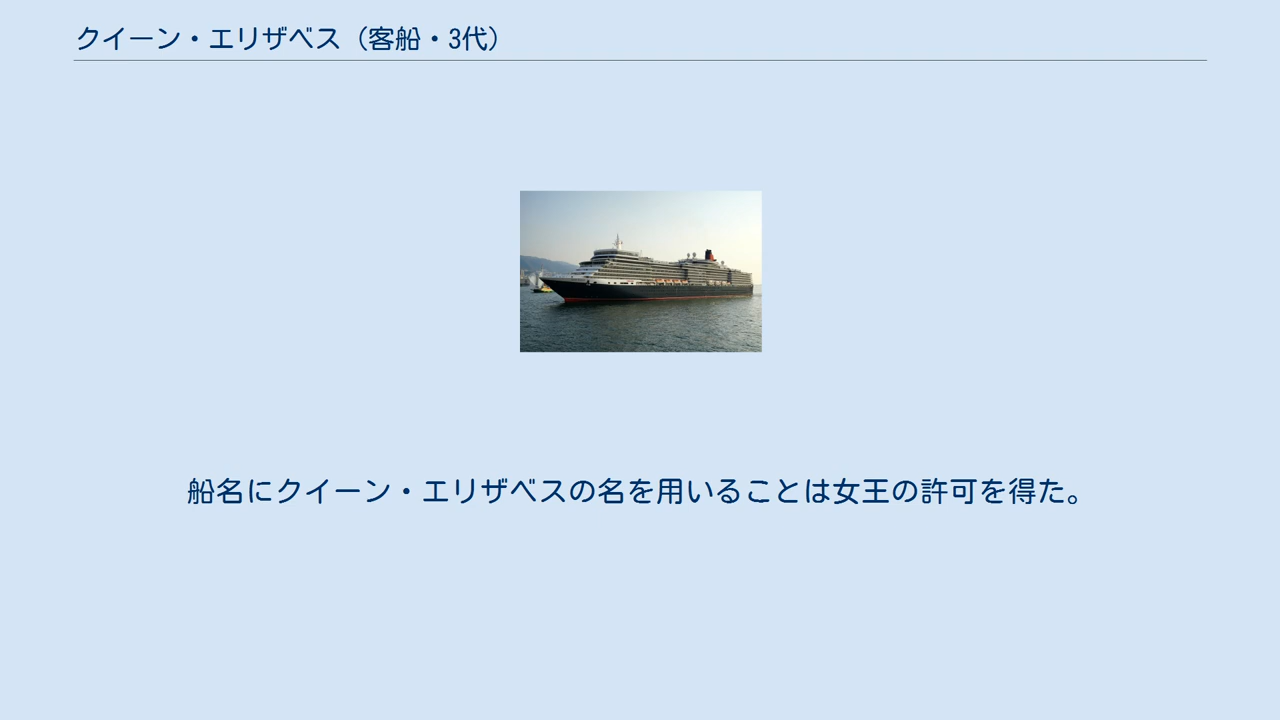 クイーン・エリザベス（客船・3代）
船名にクイーン・エリザベスの名を用いることは女王の許可を得た。